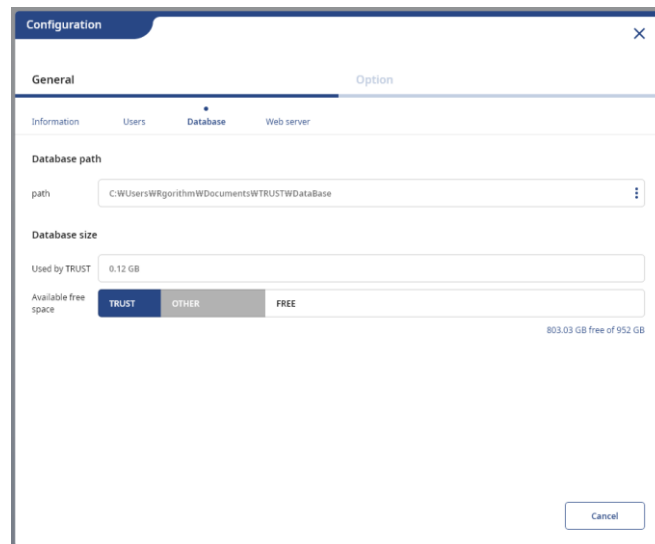 Configuration
General
Option
Information
Users
Database
Web server
Database path
path
C:₩Users₩Rgorithm₩Documents₩TRUST₩DataBase
Database size
Used by TRUST
0.12 GB
Available free
space
TRUST
OTHER
FREE
803.03 GB free of 952 GB
Cancel